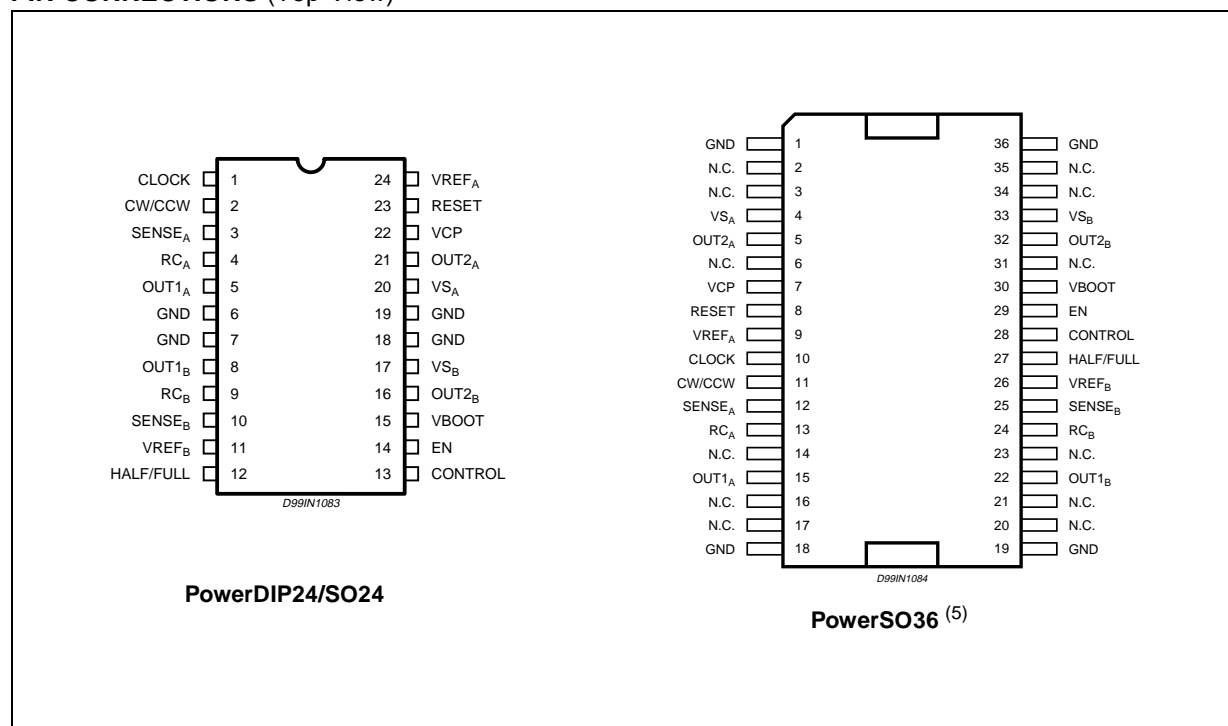 CLOCK 1 24 VREFA
CW/CCW 2 23 RESET
SENSEA 3 22 VCP
RCA 4 21 OUT2A
OUT1A 5 20 VSA
GND 6 19 GND
GND 7 18 GND
OUT1B 8 17 VSB
RCB 9 16 OUT2B
SENSEB 10 15 VBOOT
VREFB 11 14 EN
HALF/FULL 12 13 CONTROL
D99IN1083
PowerDIP24/SO24
GND 1 36 GND
N.C. 2 35 N.C.
N.C. 3 34 N.C.
VSA 4 33 VSB
OUT2A 5 32 OUT2B
N.C. 6 31 N.C.
VCP 7 30 VBOOT
RESET 8 29 EN
VREFA 9 28 CONTROL
CLOCK 10 27 HALF/FULL
CW/CCW 11 26 VREFB
SENSEA 12 25 SENSEB
RCA 13 24 RCB
N.C. 14 23 N.C.
OUT1A 15 22 OUT1B
N.C. 16 21 N.C.
N.C. 17 20 N.C.
GND 18 19 GND
D99IN1084
PowerSO36 (5)